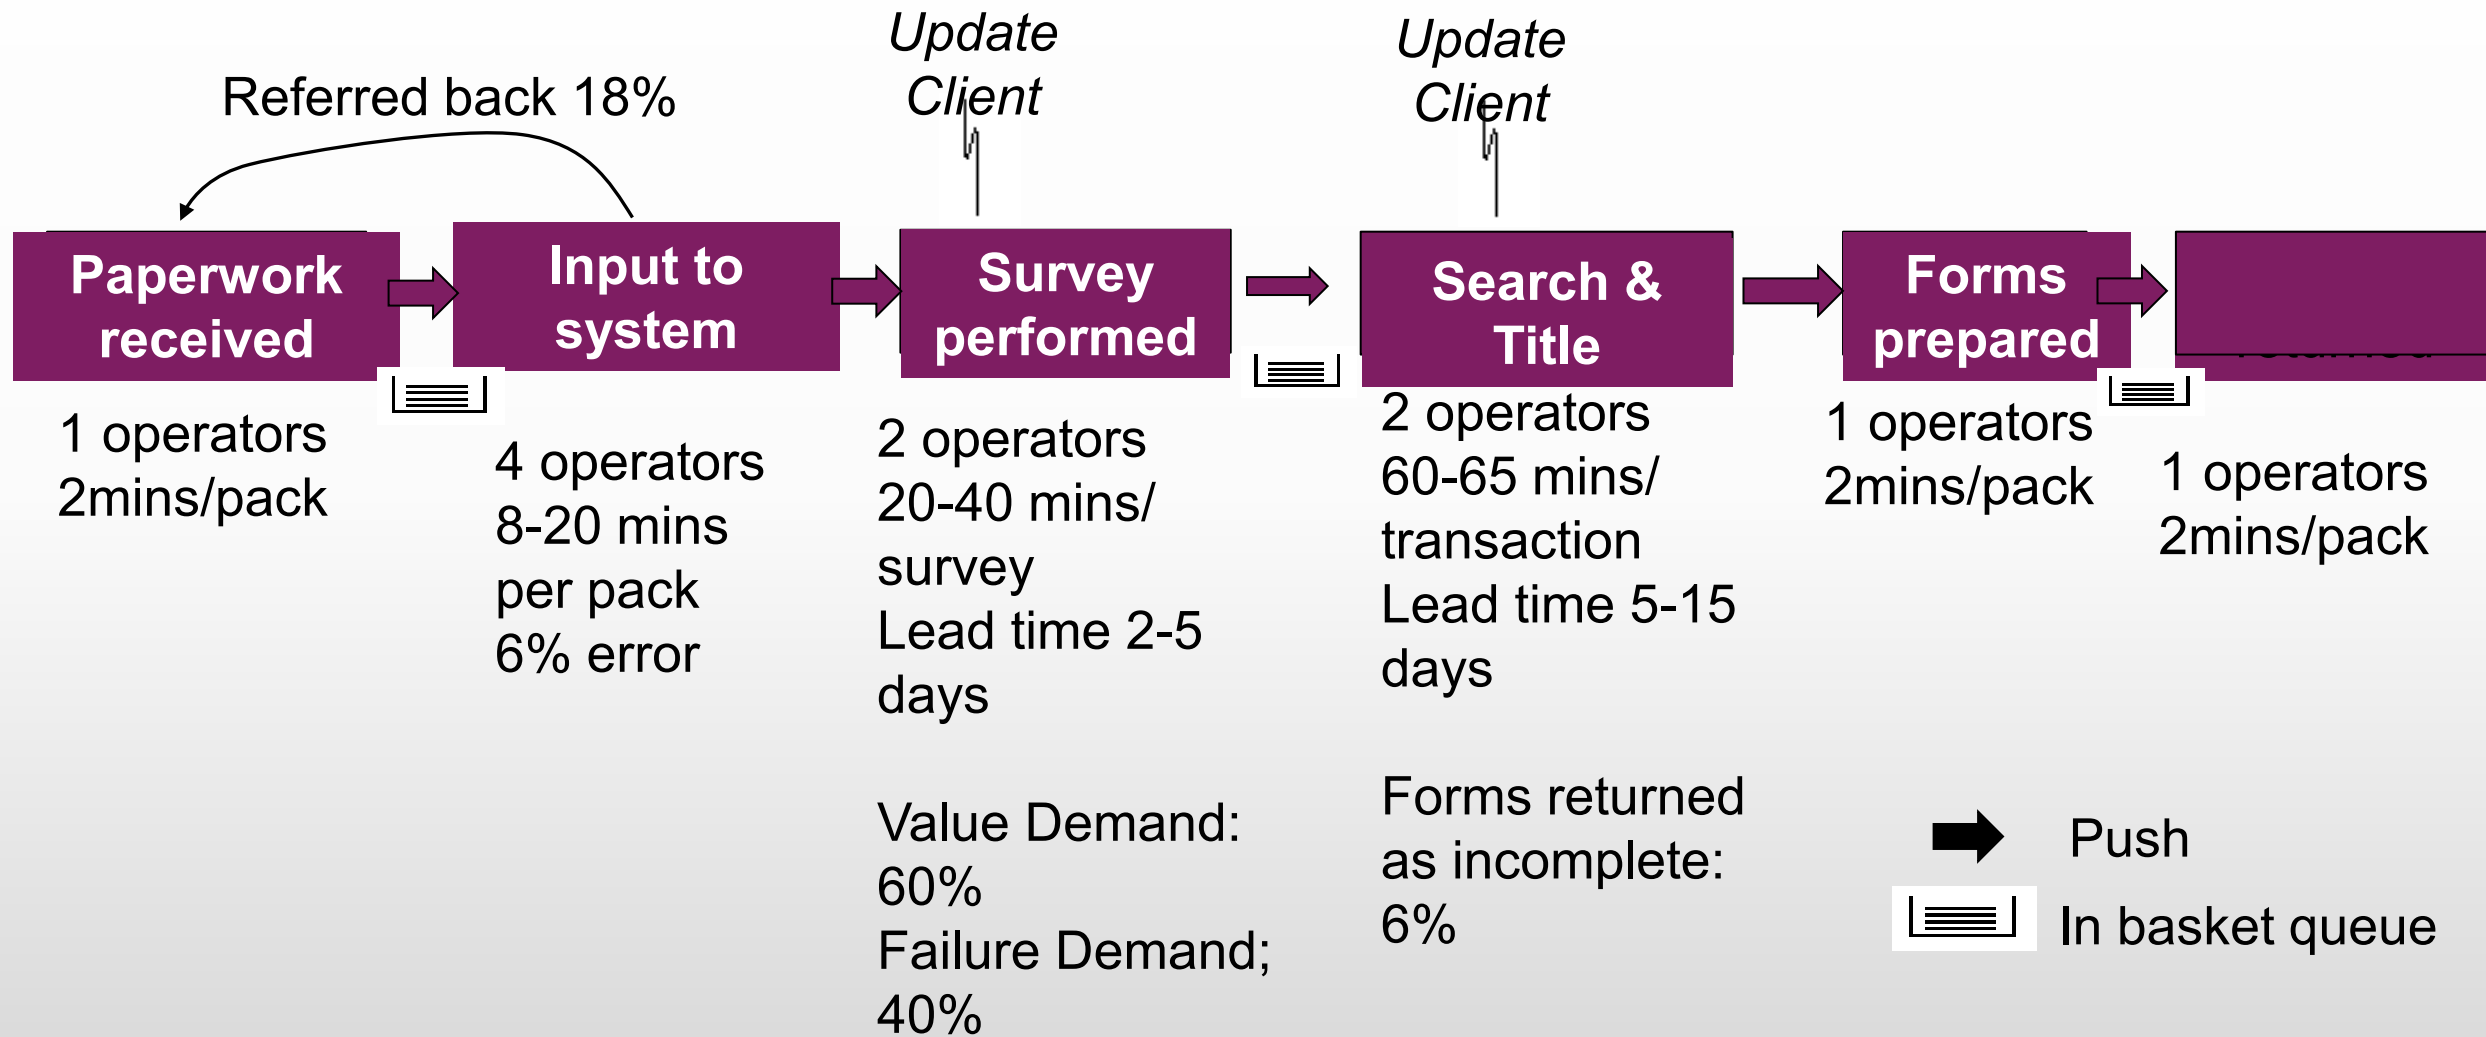 Update
Client
Update
Client
Referred back 18%
Paperwork
received
Input to
system
Survey
performed
Search &
Title
Forms
prepared
1 operators
2mins/pack
4 operators
8-20 mins
per pack
6% error
2 operators
20-40 mins/
survey
Lead time 2-5
days
Value Demand:
60%
Failure Demand;
40%
2 operators
60-65 mins/
transaction
Lead time 5-15
days
Forms returned
as incomplete:
6%
1 operators
2mins/pack
1 operators
2mins/pack
Push
In basket queue